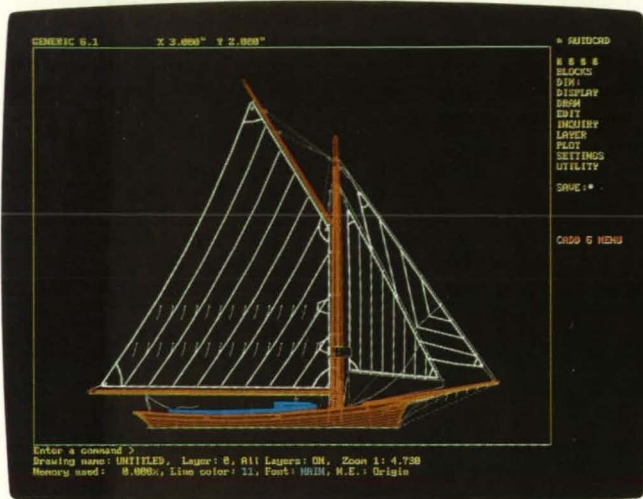 GENERIC 6.1 X 3.000" Y 2.000"
* AUTOCAD
* * * *
BLOCKS
DIM:
DISPLAY
DRAW
EDIT
INQUIRY
LAYER
PLOT
SETTINGS
UTILITY
SAVE:*
CADD 6 MENU
Enter a command >
Drawing name: UNTITLED, Layer: 0, All Layers: ON, Zoom 1: 4.730
Memory used: 0.000%, Line color: 11, Font: MAIN, N.E.: Origin